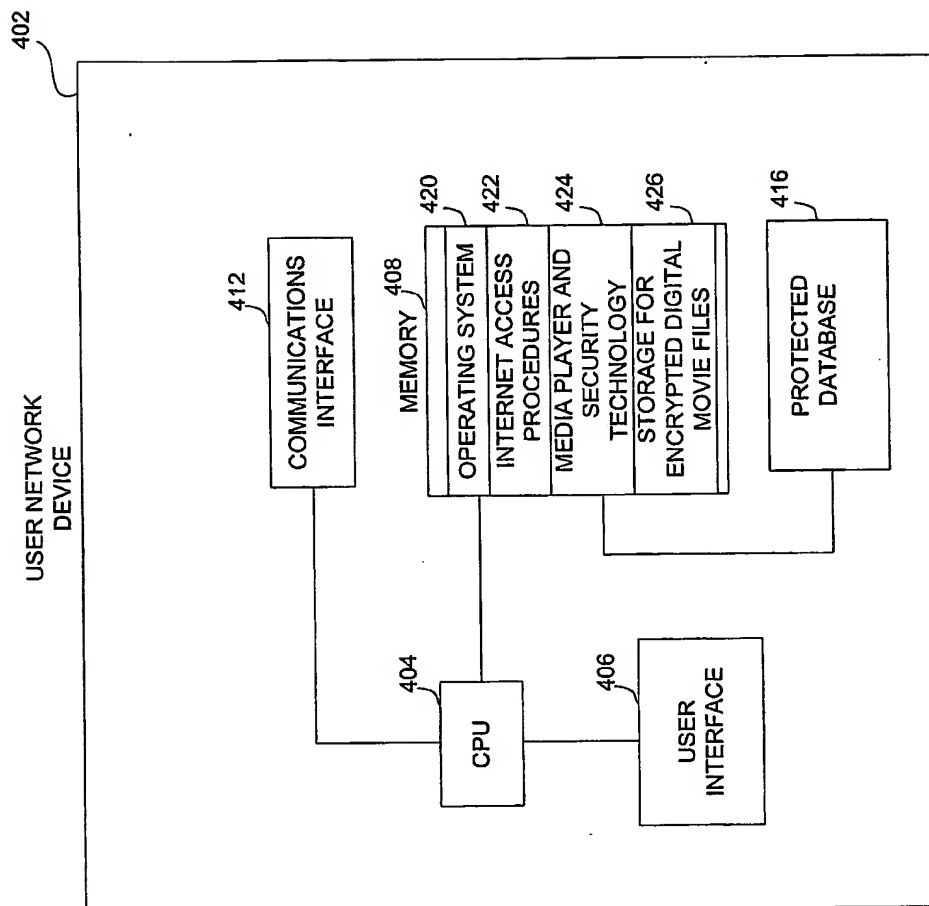 USER NETWORK
DEVICE
402
412
COMMUNICATIONS
INTERFACE
MEMORY 408
OPERATING SYSTEM
420
INTERNET ACCESS
PROCEDURES
422
MEDIA PLAYER AND
SECURITY
TECHNOLOGY
424
STORAGE FOR
ENCRYPTED DIGITAL
MOVIE FILES
426
404
CPU
406
USER
INTERFACE
416
PROTECTED
DATABASE